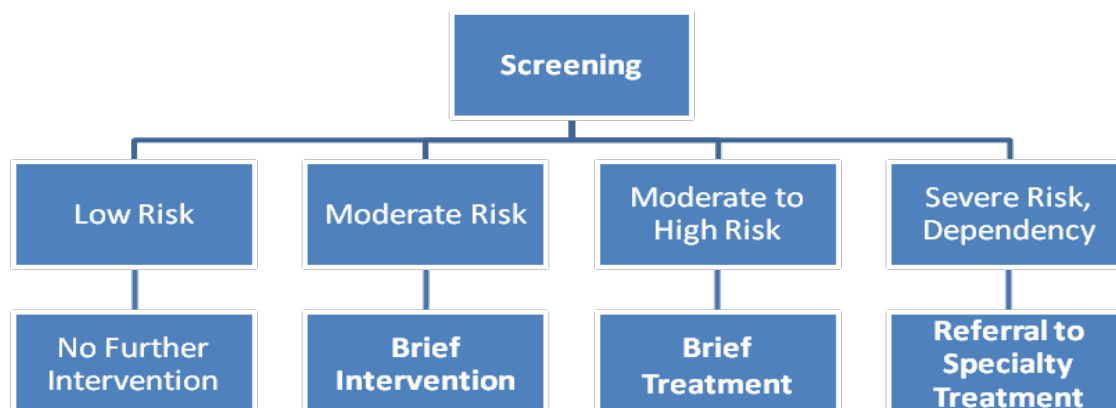 Screening
Low Risk
Moderate Risk
Moderate to
High Risk
Severe Risk,
Dependency
No Further
Intervention
Brief
Intervention
Brief
Treatment
Referral to
Specialty
Treatment